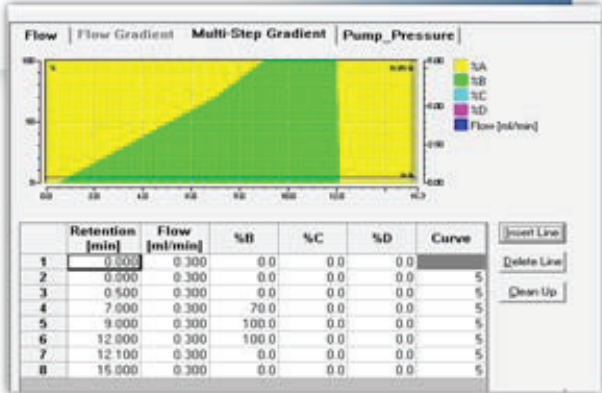 Flow Flow Gradient Multi-Step Gradient Pump_Pressure
%A
%B
%C
%D
Flow [ml/min]
Retention [min] Flow [ml/min] %B %C %D Curve
1 0.000 0.300 0.0 0.0 0.0
2 0.000 0.300 0.0 0.0 0.0 5
3 0.500 0.300 0.0 0.0 0.0 5
4 7.000 0.300 70.0 0.0 0.0 5
5 9.000 0.300 100.0 0.0 0.0 5
6 12.000 0.300 100.0 0.0 0.0 5
7 12.100 0.300 0.0 0.0 0.0 5
8 15.000 0.300 0.0 0.0 0.0 5
Insert Line
Delete Line
Clean Up